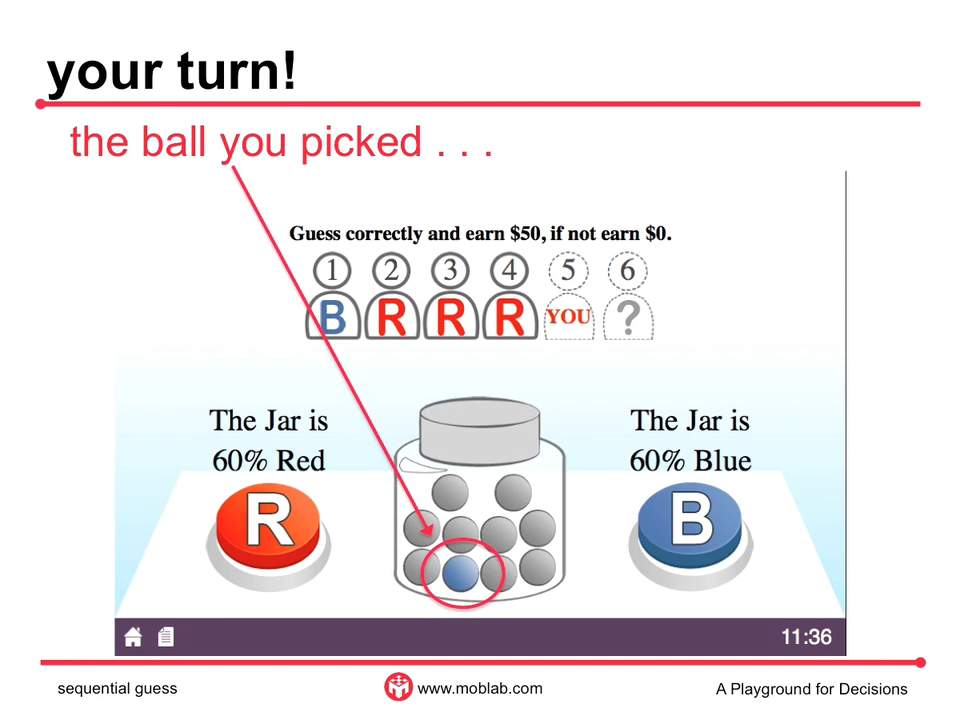 your turn!
the ball you picked . . .
Guess correctly and earn $50, if not earn $0.
1 2 3 4 5 6
B R R R YOU ?
The Jar is
60% Red
The Jar is
60% Blue
R
B
11:36
sequential guess
www.moblab.com
A Playground for Decisions